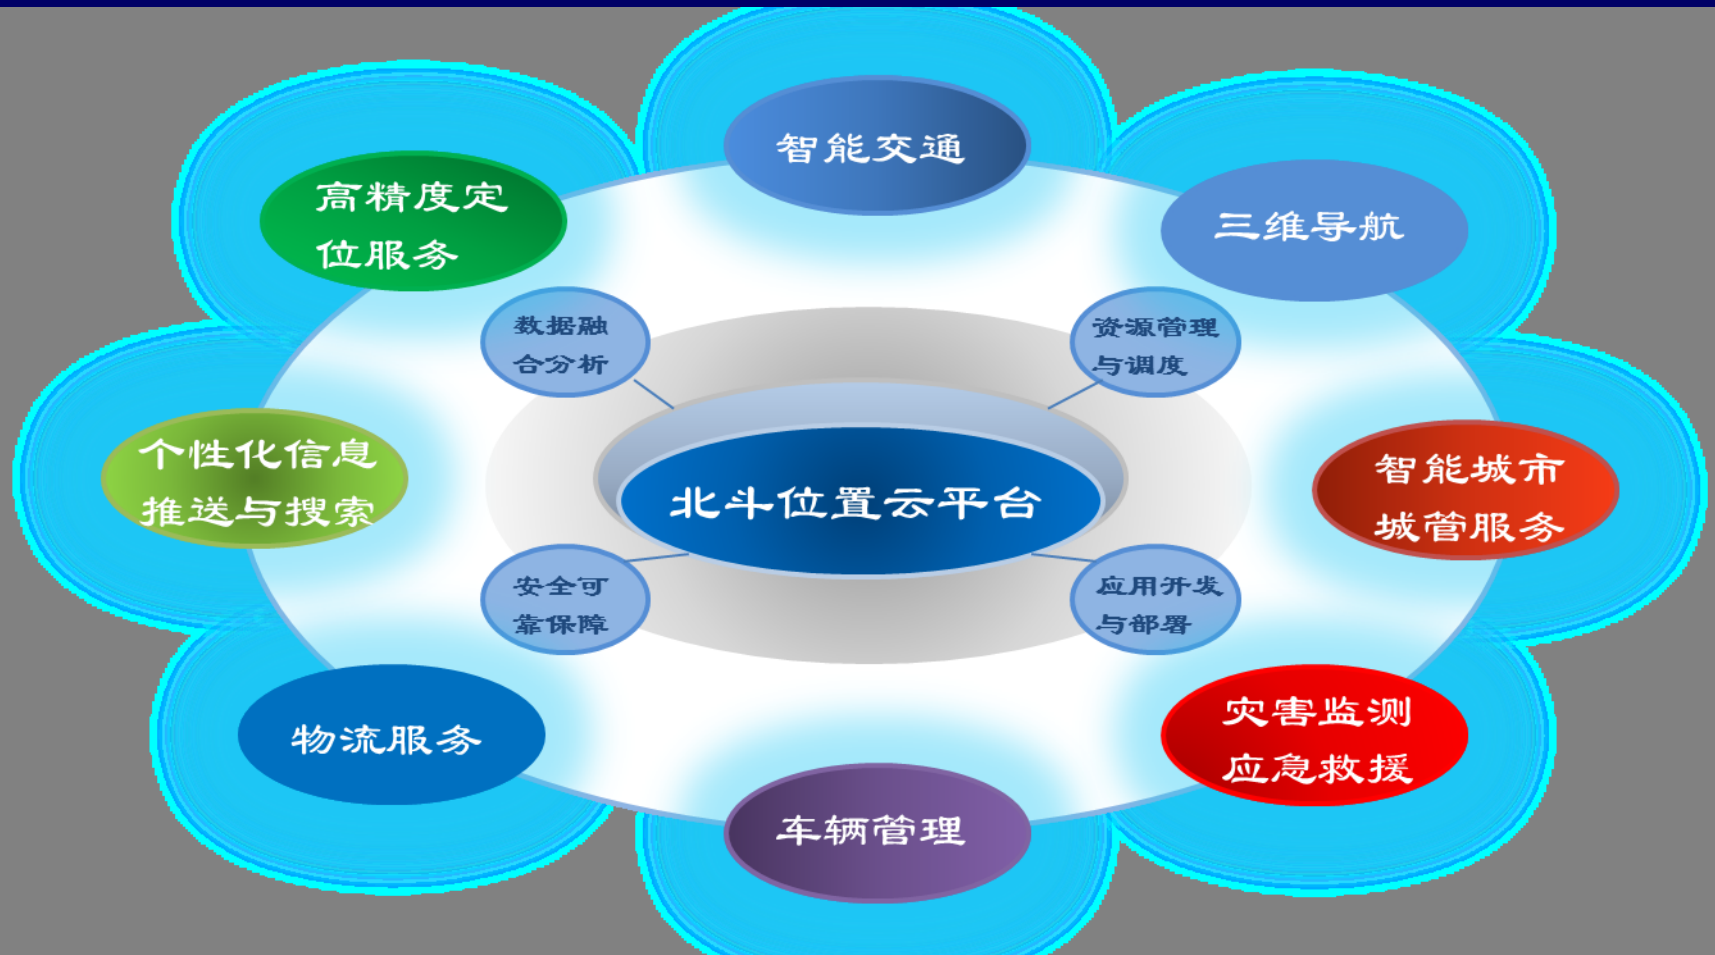 智能交通
高精度定
位服务
三维导航
数据融
合分析
资源管理
与调度
个性化信息
推送与搜索
北斗位置云平台
智能城市
城管服务
安全可
靠保障
应用开发
与部署
物流服务
灾害监测
应急救援
车辆管理